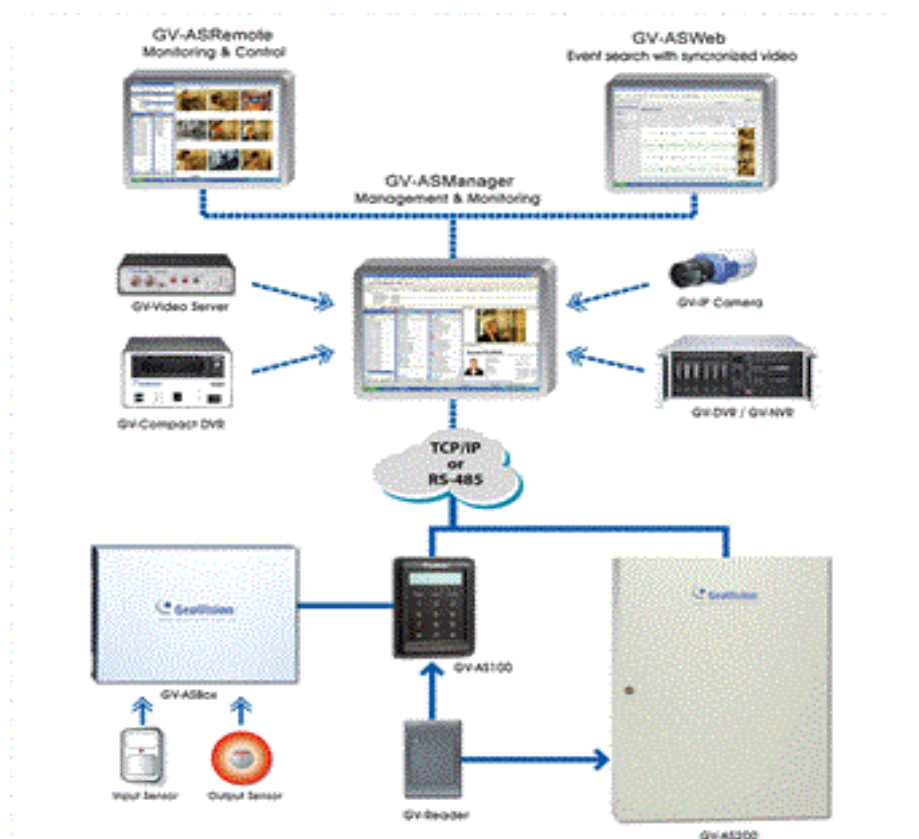 GV-ASRemote
Monitoring & Control
GV-ASWeb
Event search with syncronized video
GV-ASManager
Management & Monitoring
GV-Video Server
GV-IP Camera
GV-Compact DVR
GV-DVR / GV-NVR
TCP/IP
or
RS-485
GeoVision
GeoVision
GV-AS100
GV-ASBox
Input Sensor
Output Sensor
GV-Reader
GV-AS200